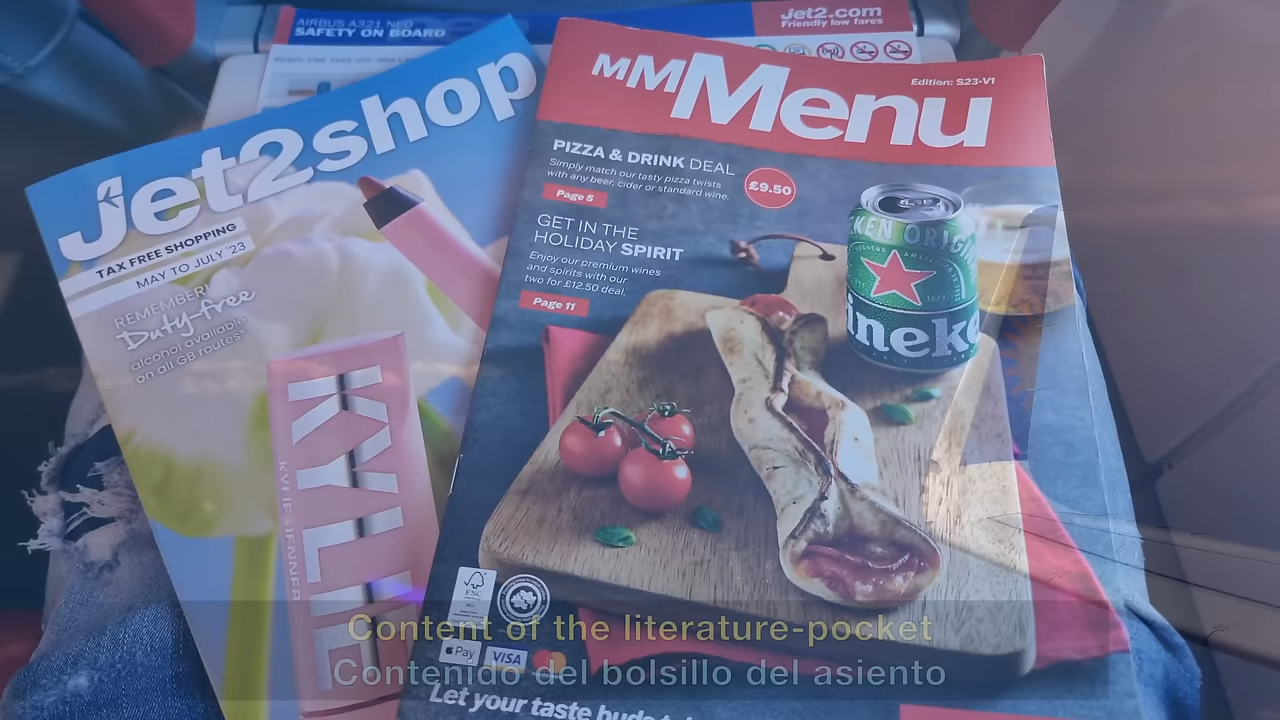 AIRBUS A321 NEO
SAFETY ON BOARD
Jet2.com
Friendly low fares
Jet2shop
TAX FREE SHOPPING
MAY TO JULY '23
REMEMBER!
Duty-free
alcohol available
on all GB routes*
KYLIE
KYLIE JENNER
MMMenu
Edition: S23-V1
PIZZA & DRINK DEAL
Simply match our tasty pizza twists
with any beer, cider or standard wine.
£9.50
Page 5
GET IN THE
HOLIDAY SPIRIT
Enjoy our premium wines
and spirits with our
two for £12.50 deal.
Page 11
KEN ORIGI
ineke
FSC
Pay
VISA
Let your taste buds
Content of the literature-pocket
Contenido del bolsillo del asiento